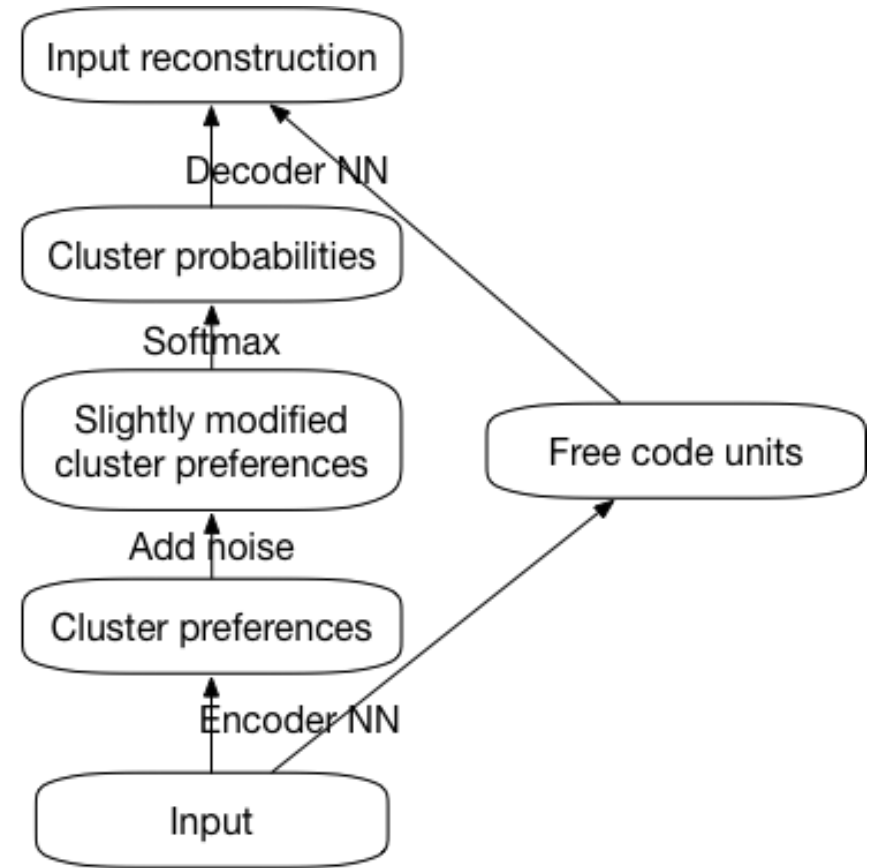 Input reconstruction
Decoder NN
Cluster probabilities
Softmax
Slightly modified
cluster preferences
Free code units
Add noise
Cluster preferences
Encoder NN
Input